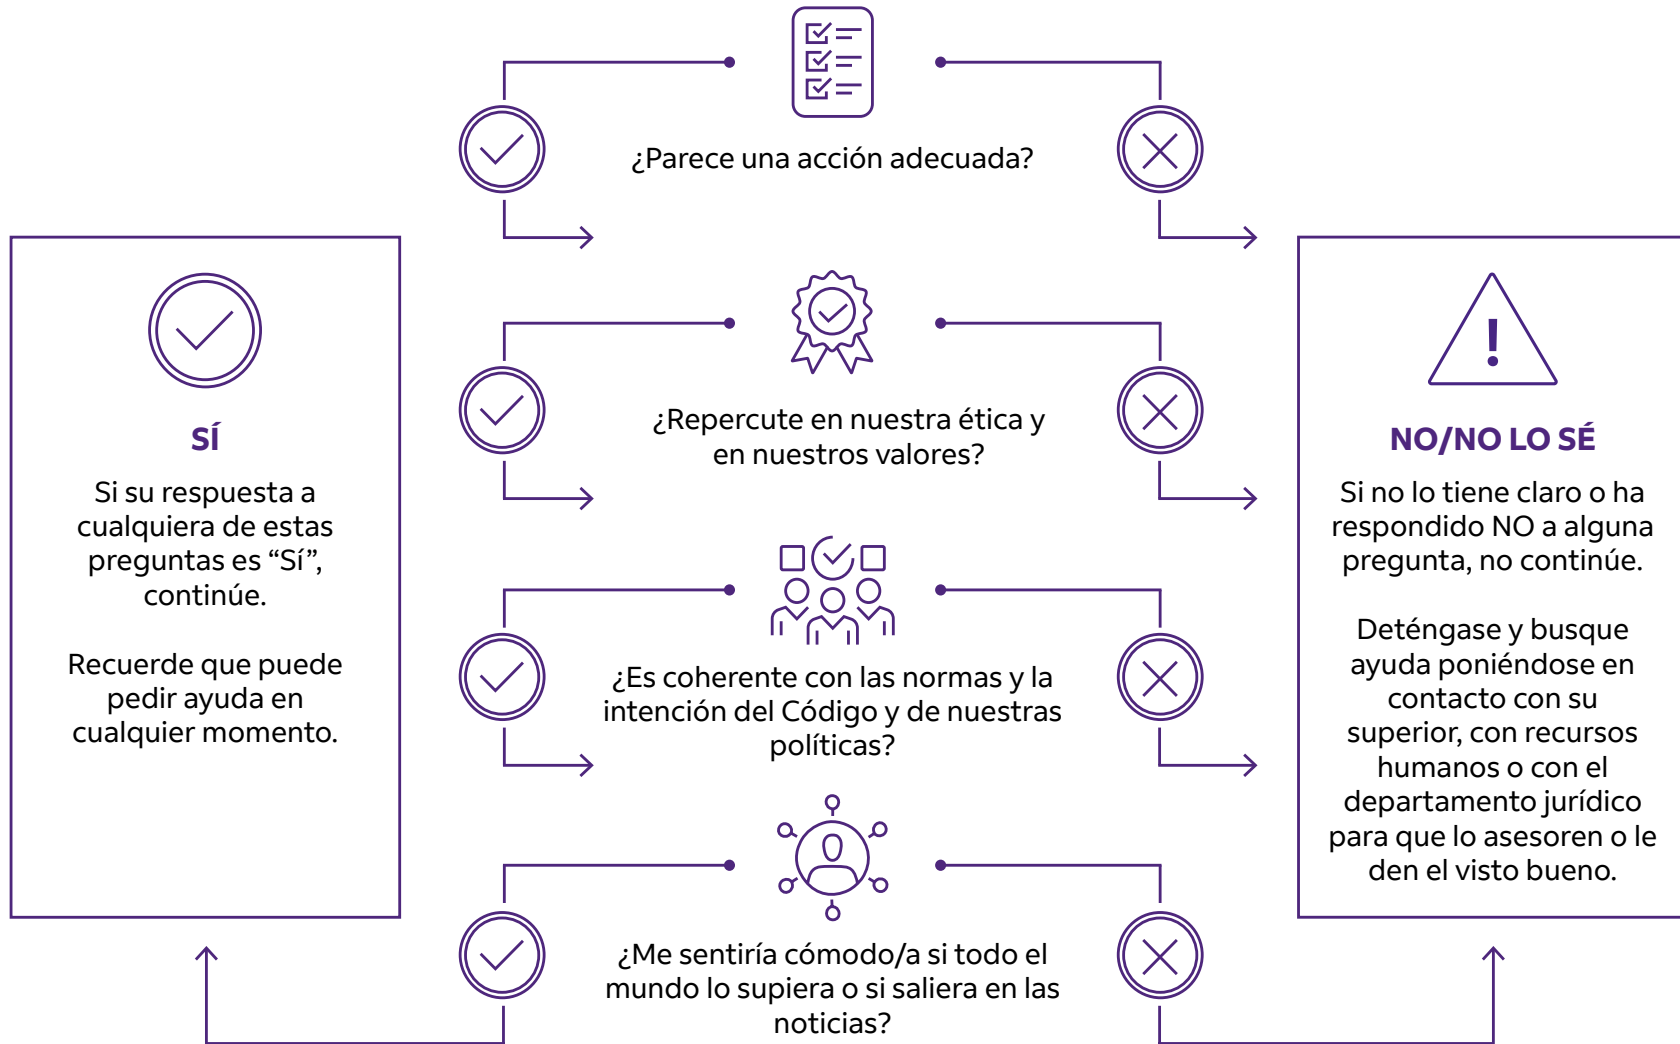 ¿Parece una acción adecuada?
SÍ
Si su respuesta a
cualquiera de estas
preguntas es “Sí”,
continúe.
Recuerde que puede
pedir ayuda en
cualquier momento.
¿Repercute en nuestra ética y
en nuestros valores?
¿Es coherente con las normas y la
intención del Código y de nuestras
políticas?
¿Me sentiría cómodo/a si todo el
mundo lo supiera o si saliera en las
noticias?
!
NO/NO LO SÉ
Si no lo tiene claro o ha
respondido NO a alguna
pregunta, no continúe.
Deténgase y busque
ayuda poniéndose en
contacto con su
superior, con recursos
humanos o con el
departamento jurídico
para que lo asesoren o le
den el visto bueno.